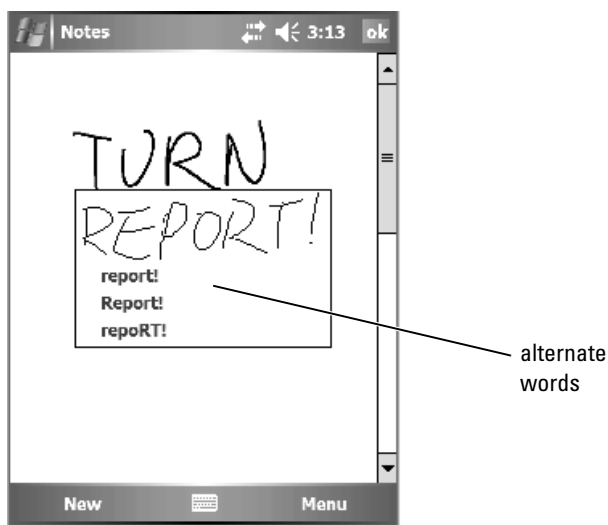 Notes 3:13 ok
TURN
REPORT!
report!
Report!
repoRT!
alternate
words
New Menu